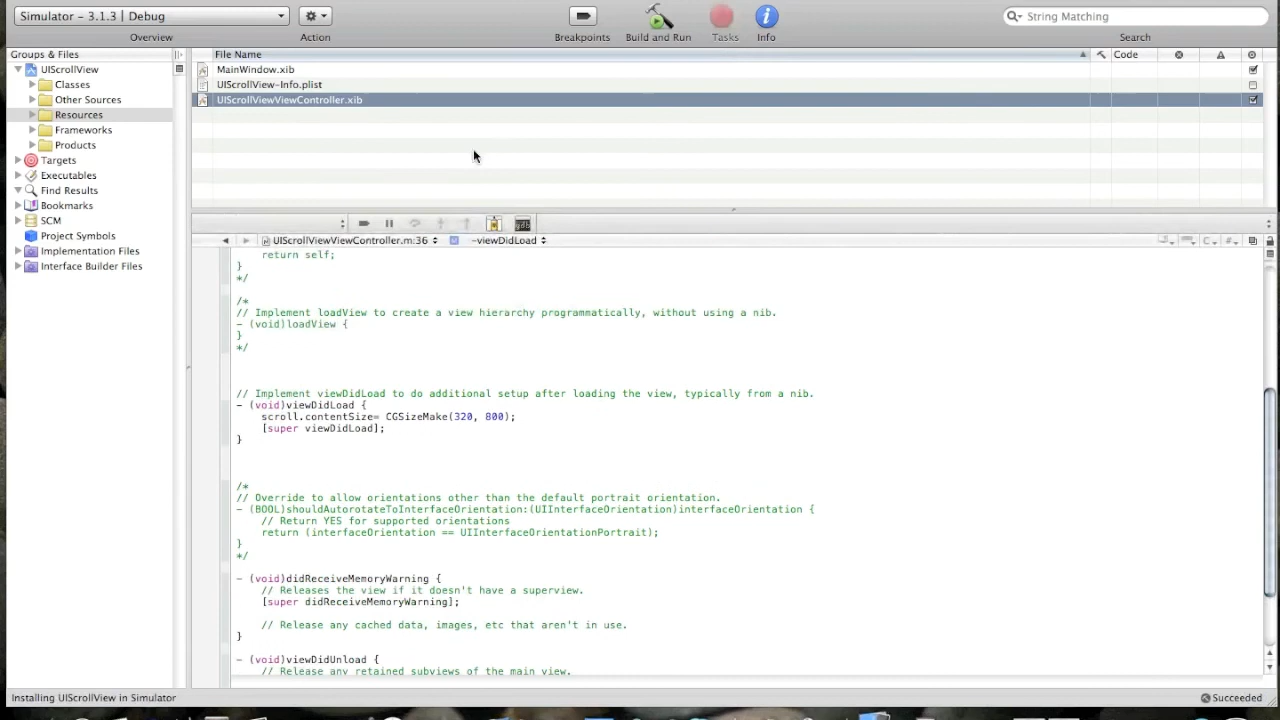 Simulator - 3.1.3 | Debug
String Matching
Overview
Action
Breakpoints
Build and Run
Tasks
Info
Search
Groups & Files
File Name
Code
UIScrollView
Classes
Other Sources
Resources
Frameworks
Products
Targets
Executables
Find Results
Bookmarks
SCM
Project Symbols
Implementation Files
Interface Builder Files
MainWindow.xib
UIScrollView-Info.plist
UIScrollViewViewController.xib
UIScrollViewViewController.m:36
-viewDidLoad
return self;
}
*/
/*
// Implement loadView to create a view hierarchy programmatically, without using a nib.
- (void)loadView {
}
*/
// Implement viewDidLoad to do additional setup after loading the view, typically from a nib.
- (void)viewDidLoad {
scroll.contentSize= CGSizeMake(320, 800);
[super viewDidLoad];
}
/*
// Override to allow orientations other than the default portrait orientation.
- (BOOL)shouldAutorotateToInterfaceOrientation:(UIInterfaceOrientation)interfaceOrientation {
// Return YES for supported orientations
return (interfaceOrientation == UIInterfaceOrientationPortrait);
}
*/
- (void)didReceiveMemoryWarning {
// Releases the view if it doesn't have a superview.
[super didReceiveMemoryWarning];
// Release any cached data, images, etc that aren't in use.
}
- (void)viewDidUnload {
// Release any retained subviews of the main view.
Installing UIScrollView in Simulator
Succeeded